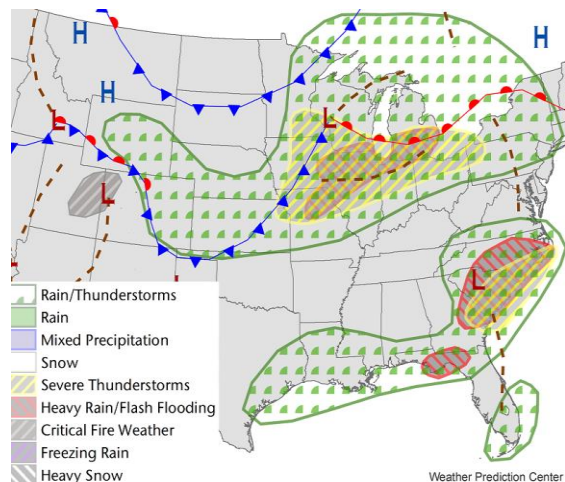 H
H
H
L
L
L
L
L
Rain/Thunderstorms
Rain
Mixed Precipitation
Snow
Severe Thunderstorms
Heavy Rain/Flash Flooding
Critical Fire Weather
Freezing Rain
Heavy Snow
Weather Prediction Center